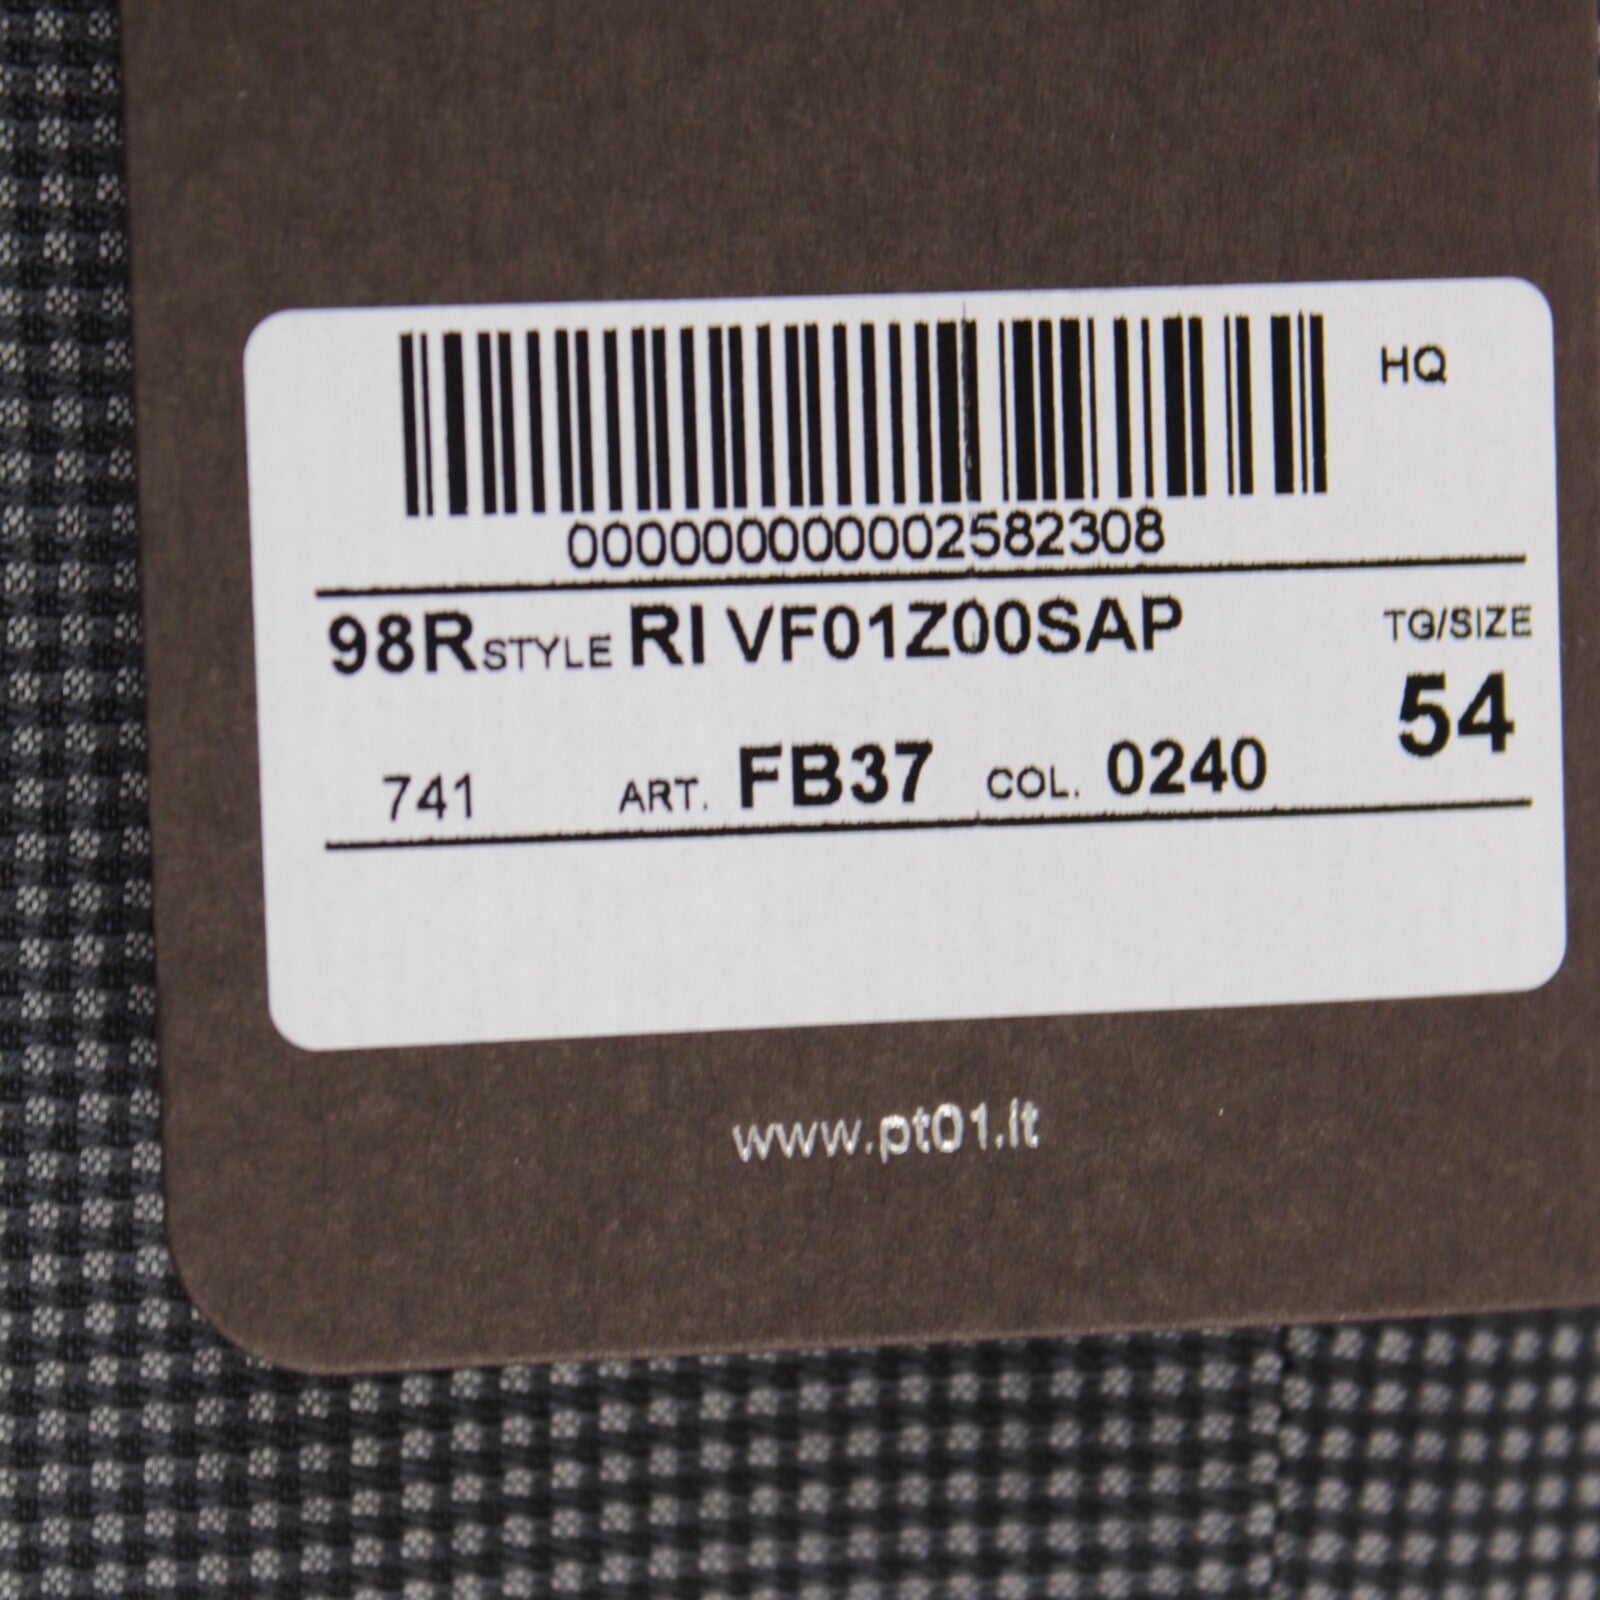 HQ
000000000002582308
98R STYLE RI VF01Z00SAP TG/SIZE
54
741 ART. FB37 COL. 0240
www.pt01.it